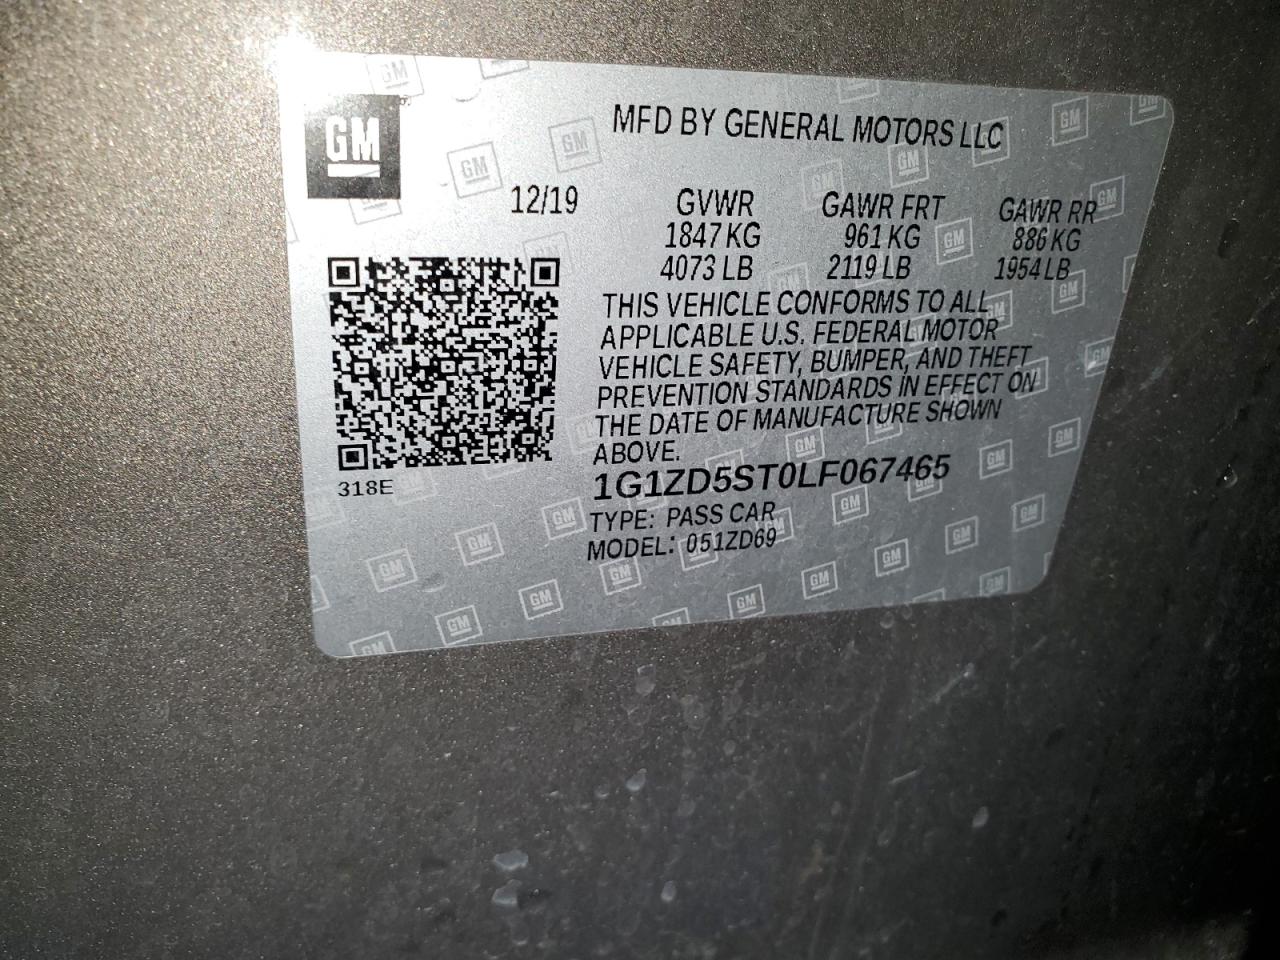 GM
MFD BY GENERAL MOTORS LLC
12/19 GVWR GAWR FRT GAWR RR
1847 KG 961 KG 886 KG
4073 LB 2119 LB 1954 LB
THIS VEHICLE CONFORMS TO ALL
APPLICABLE U.S. FEDERAL MOTOR
VEHICLE SAFETY, BUMPER, AND THEFT
PREVENTION STANDARDS IN EFFECT ON
THE DATE OF MANUFACTURE SHOWN
ABOVE.
1G1ZD5ST0LF067465
318E
TYPE: PASS CAR
MODEL: 051ZD69